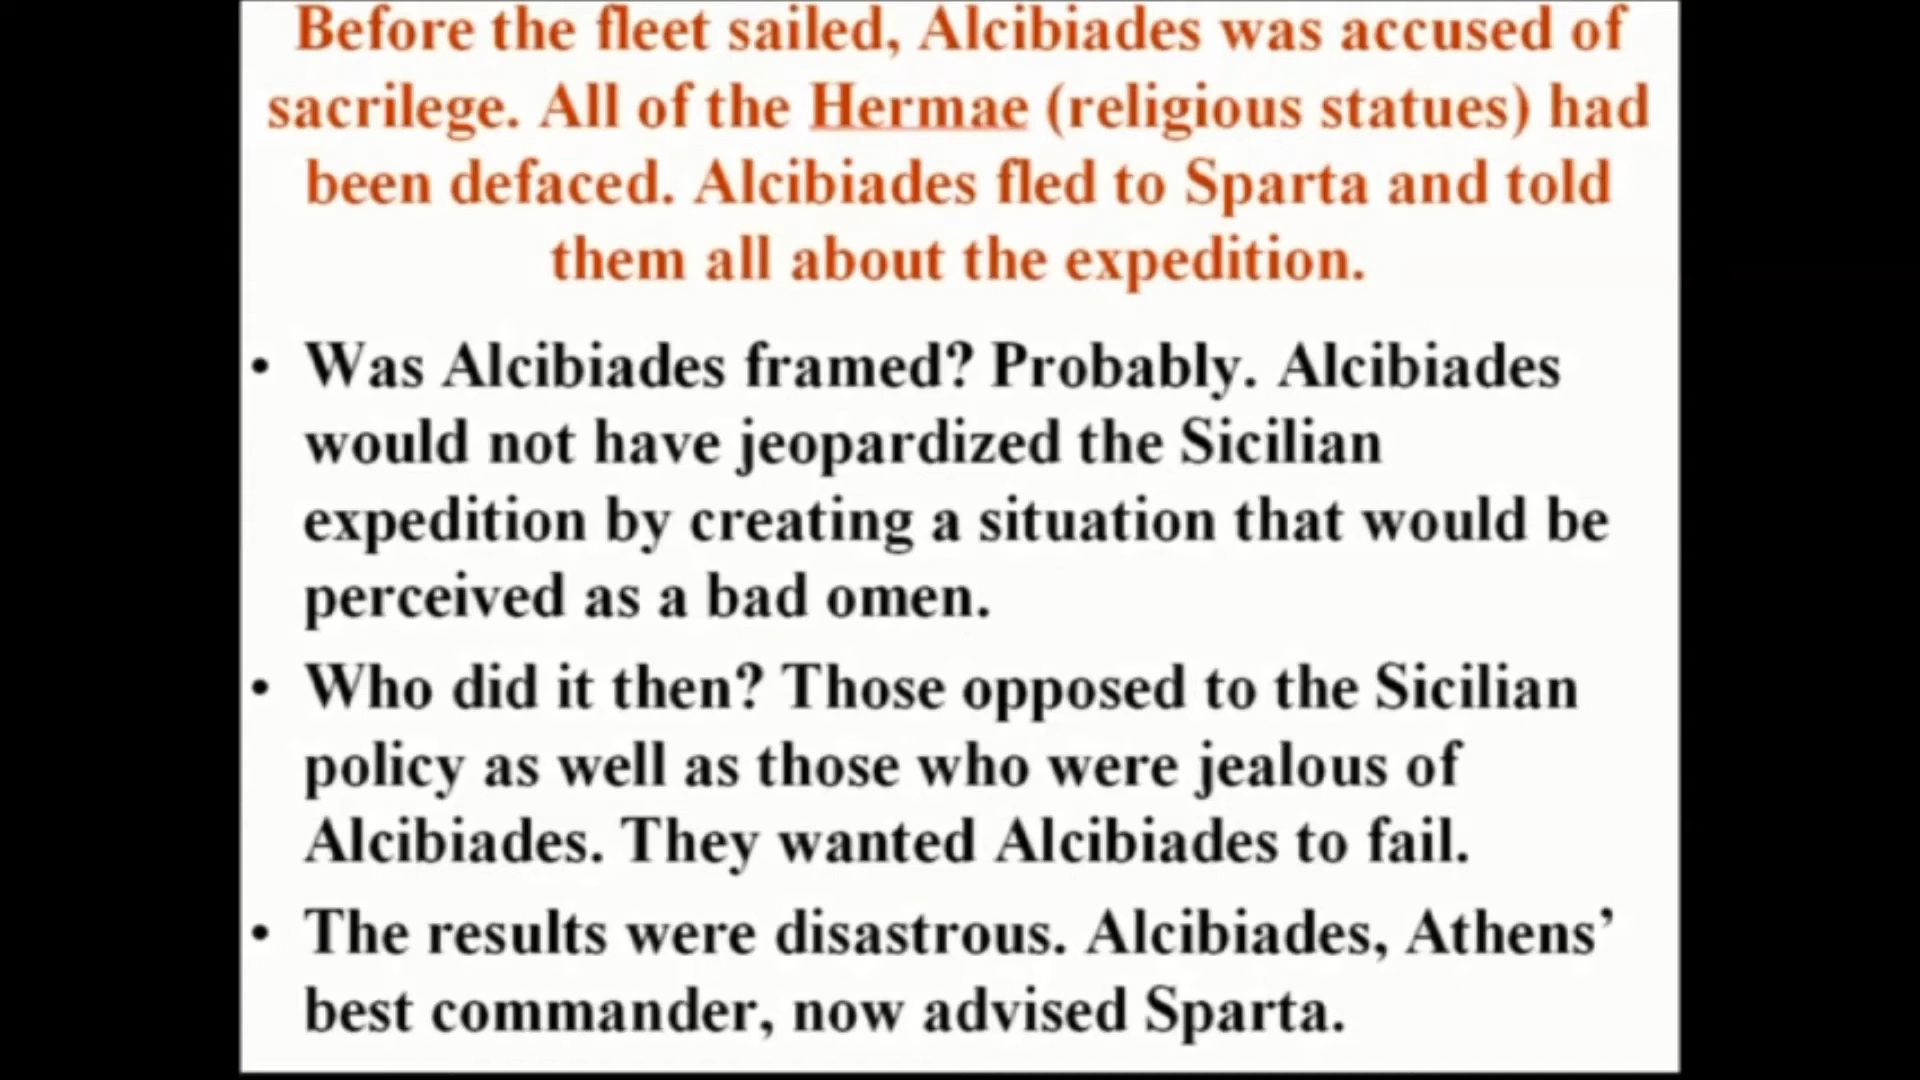 Before the fleet sailed, Alcibiades was accused of
sacrilege. All of the Hermae (religious statues) had
been defaced. Alcibiades fled to Sparta and told
them all about the expedition.
• Was Alcibiades framed? Probably. Alcibiades
would not have jeopardized the Sicilian
expedition by creating a situation that would be
perceived as a bad omen.
• Who did it then? Those opposed to the Sicilian
policy as well as those who were jealous of
Alcibiades. They wanted Alcibiades to fail.
• The results were disastrous. Alcibiades, Athens’
best commander, now advised Sparta.